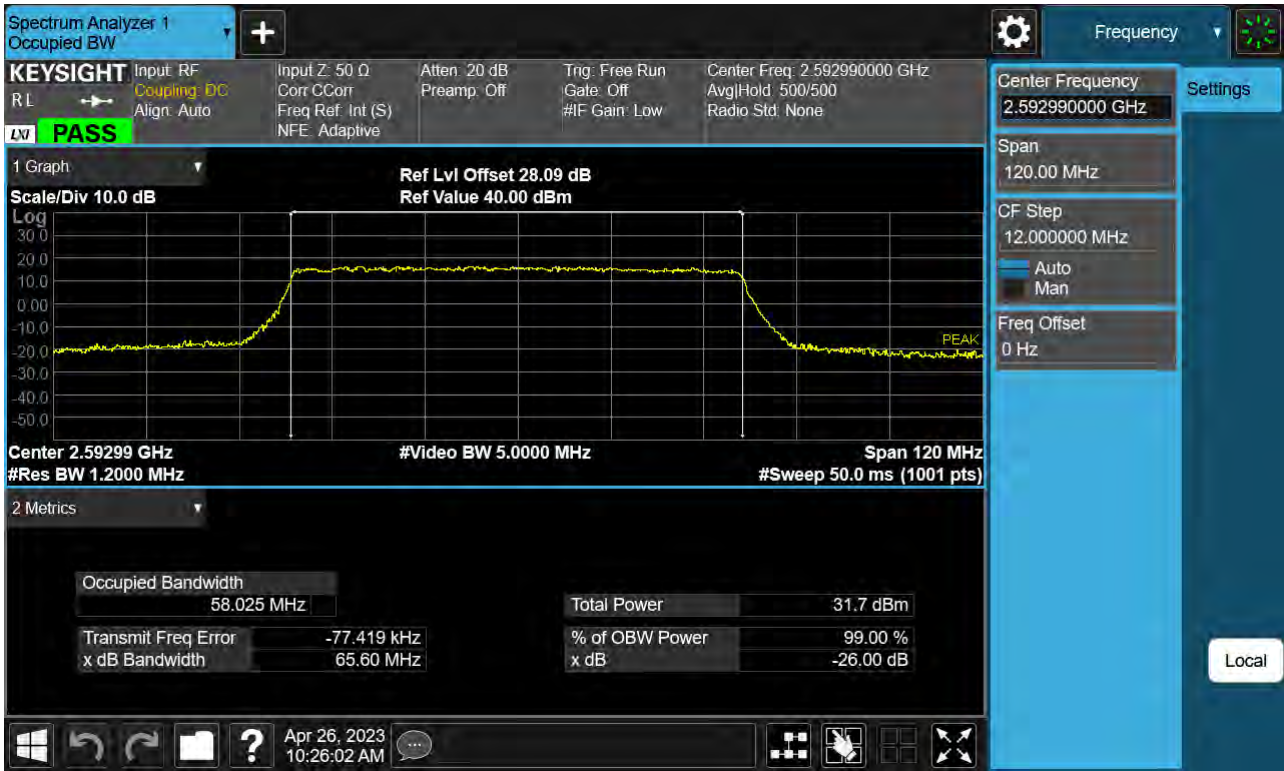 Spectrum Analyzer 1
Occupied BW
Frequency
KEYSIGHT
RL
LXI PASS
Input: RF
Coupling: DC
Align: Auto
Input Z: 50 Ω
Corr CCorr
Freq Ref: Int (S)
NFE: Adaptive
Atten: 20 dB
Preamp: Off
Trig: Free Run
Gate: Off
#IF Gain: Low
Center Freq: 2.592990000 GHz
Avg|Hold: 500/500
Radio Std: None
Center Frequency
2.592990000 GHz
Settings
Span
120.00 MHz
CF Step
12.000000 MHz
Auto
Man
Freq Offset
0 Hz
1 Graph
Ref Lvl Offset 28.09 dB
Scale/Div 10.0 dB
Ref Value 40.00 dBm
Log
30.0
20.0
10.0
0.00
-10.0
-20.0
-30.0
-40.0
-50.0
PEAK
Center 2.59299 GHz
#Video BW 5.0000 MHz
Span 120 MHz
#Res BW 1.2000 MHz
#Sweep 50.0 ms (1001 pts)
2 Metrics
Occupied Bandwidth
58.025 MHz
Total Power 31.7 dBm
Transmit Freq Error -77.419 kHz
% of OBW Power 99.00 %
x dB Bandwidth 65.60 MHz
x dB -26.00 dB
Local
?
Apr 26, 2023
10:26:02 AM